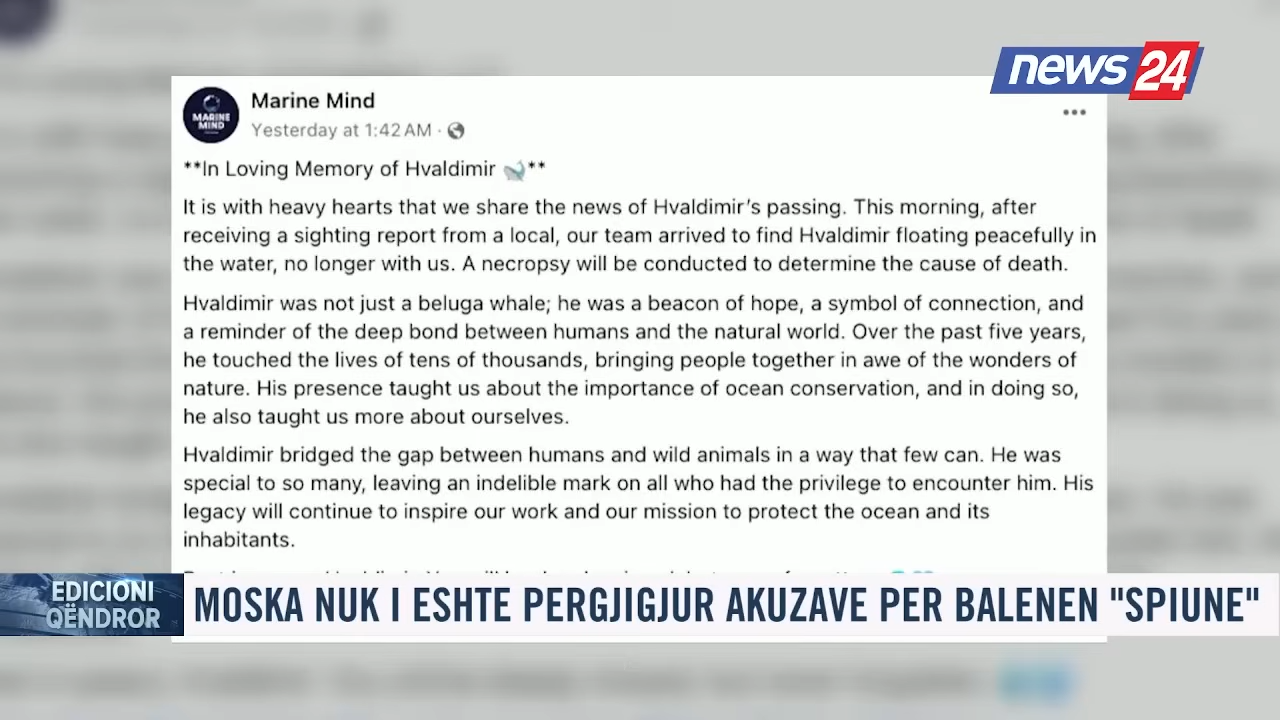 news 24
Marine Mind
MARINE
MIND
Yesterday at 1:42 AM ·
**In Loving Memory of Hvaldimir 🐋**
It is with heavy hearts that we share the news of Hvaldimir's passing. This morning, after
receiving a sighting report from a local, our team arrived to find Hvaldimir floating peacefully in
the water, no longer with us. A necropsy will be conducted to determine the cause of death.
Hvaldimir was not just a beluga whale; he was a beacon of hope, a symbol of connection, and
a reminder of the deep bond between humans and the natural world. Over the past five years,
he touched the lives of tens of thousands, bringing people together in awe of the wonders of
nature. His presence taught us about the importance of ocean conservation, and in doing so,
he also taught us more about ourselves.
Hvaldimir bridged the gap between humans and wild animals in a way that few can. He was
special to so many, leaving an indelible mark on all who had the privilege to encounter him. His
legacy will continue to inspire our work and our mission to protect the ocean and its
inhabitants.
EDICIONI
QËNDROR
MOSKA NUK I ESHTE PERGJIGJUR AKUZAVE PER BALENEN "SPIUNE"